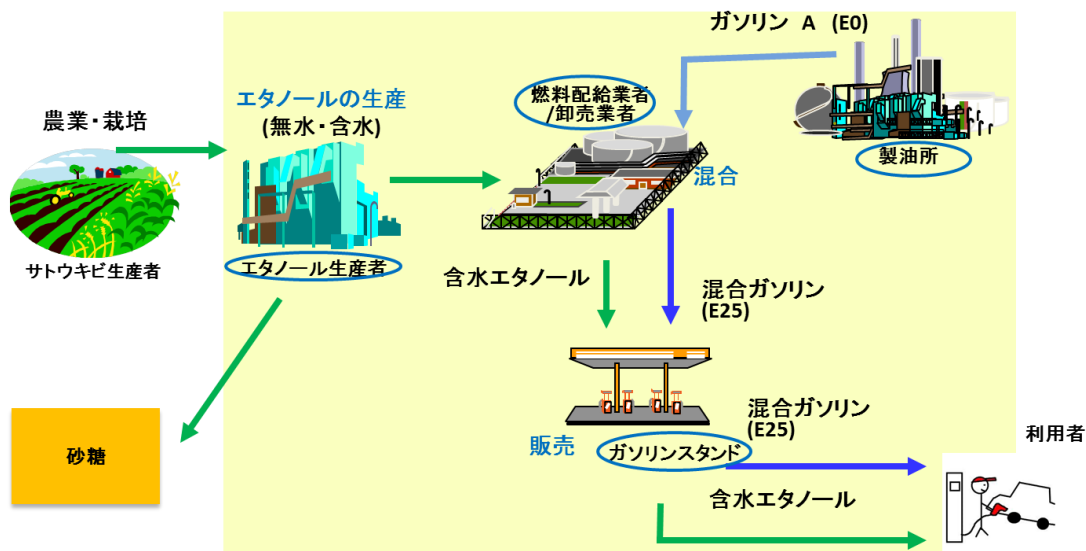 ガソリン A (E0)
エタノールの生産
(無水・含水)
燃料配給業者
/卸売業者
農業・栽培
製油所
混合
サトウキビ生産者
エタノール生産者
含水エタノール
混合ガソリン
(E25)
混合ガソリン
(E25)
利用者
販売
ガソリンスタンド
砂糖
含水エタノール